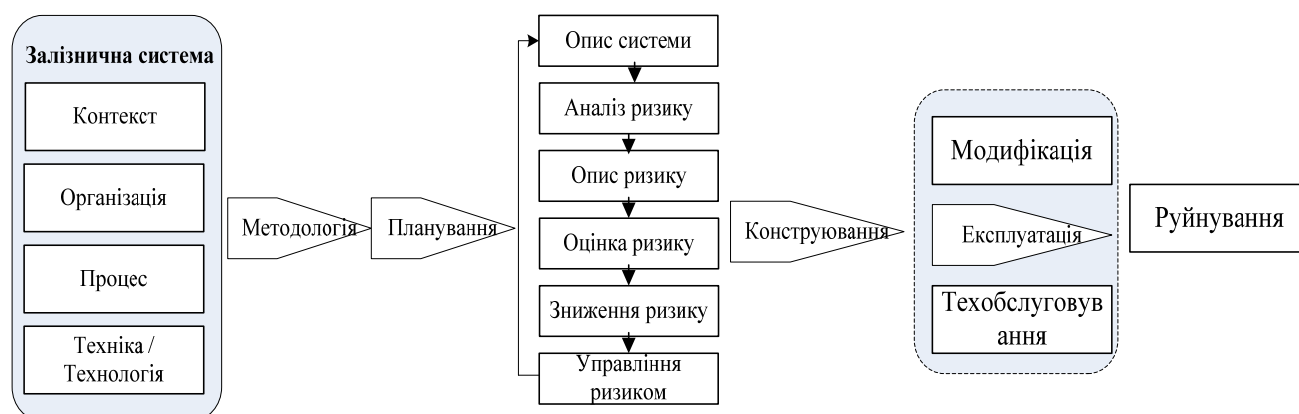 Залізнична система
Контекст
Організація
Процес
Техніка /
Технологія
Методологія
Планування
Опис системи
Аналіз ризику
Опис ризику
Оцінка ризику
Зниження ризику
Управління
ризиком
Конструювання
Модифікація
Експлуатація
Техобслуговув
ання
Руйнування